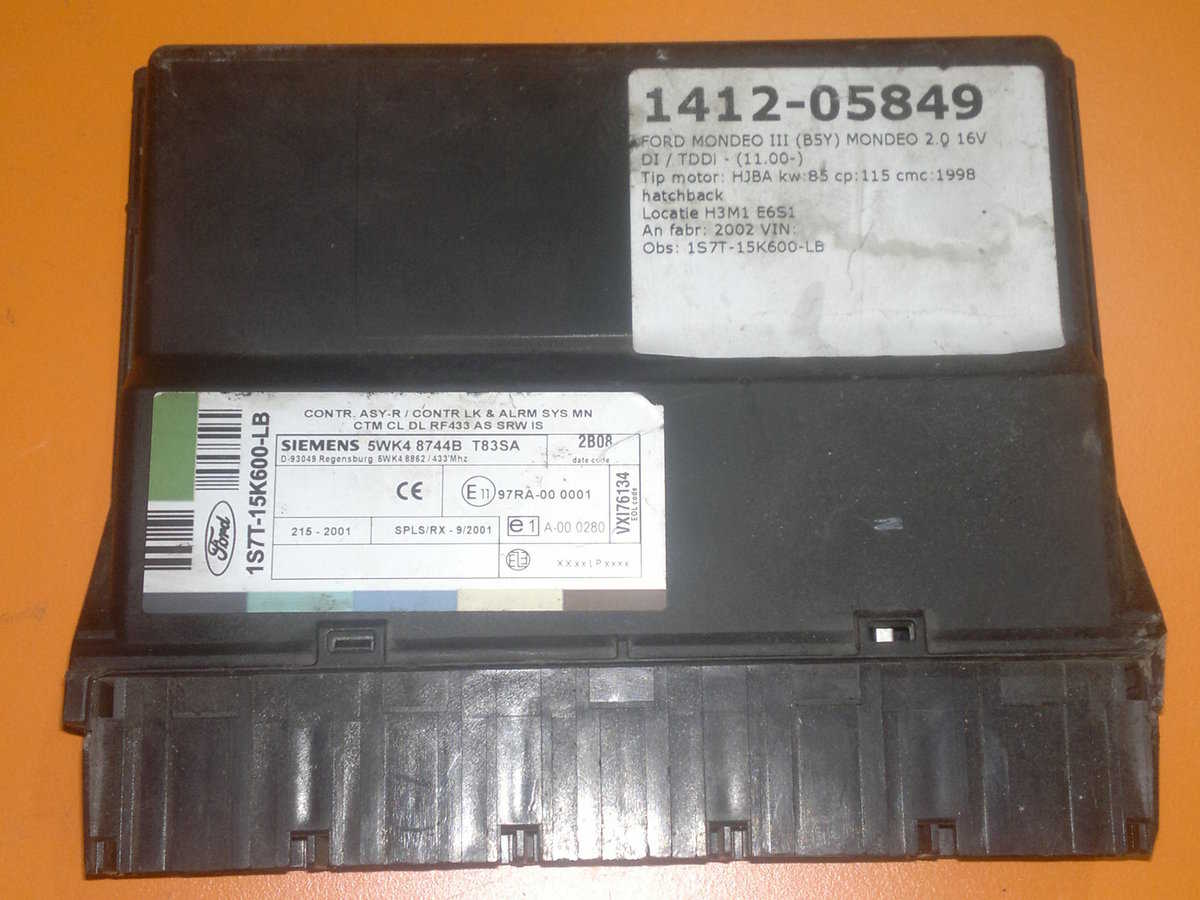 1412-05849
FORD MONDEO III (B5Y) MONDEO 2.0 16V
DI / TDDI - (11.00-)
Tip motor: HJBA kw:85 cp:115 cmc:1998
hatchback
Locatie H3M1 E6S1
An fabr: 2002 VIN:
Obs: 1S7T-15K600-LB
CONTR. ASY-R / CONTR LK & ALRM SYS MN
CTM CL DL RF433 AS SRW IS
SIEMENS 5WK4 8744B T83SA
D-93049 Regensburg 5WK4 8862 / 433 Mhz
2B08
date code
CE
E 11 97RA-00 0001
215 - 2001
SPLS/RX - 9/2001
e 1 A-00 0280
XXXX1PXXXX
VXI76134
EOL code
Ford
1S7T-15K600-LB